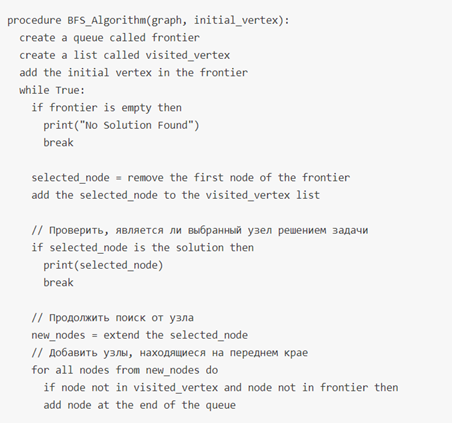 procedure BFS_Algorithm(graph, initial_vertex):
create a queue called frontier
create a list called visited_vertex
add the initial vertex in the frontier
while True:
if frontier is empty then
print("No Solution Found")
break
selected_node = remove the first node of the frontier
add the selected_node to the visited_vertex list
// Проверить, является ли выбранный узел решением задачи
if selected_node is the solution then
print(selected_node)
break
// Продолжить поиск от узла
new_nodes = extend the selected_node
// Добавить узлы, находящиеся на переднем крае
for all nodes from new_nodes do
if node not in visited_vertex and node not in frontier then
add node at the end of the queue